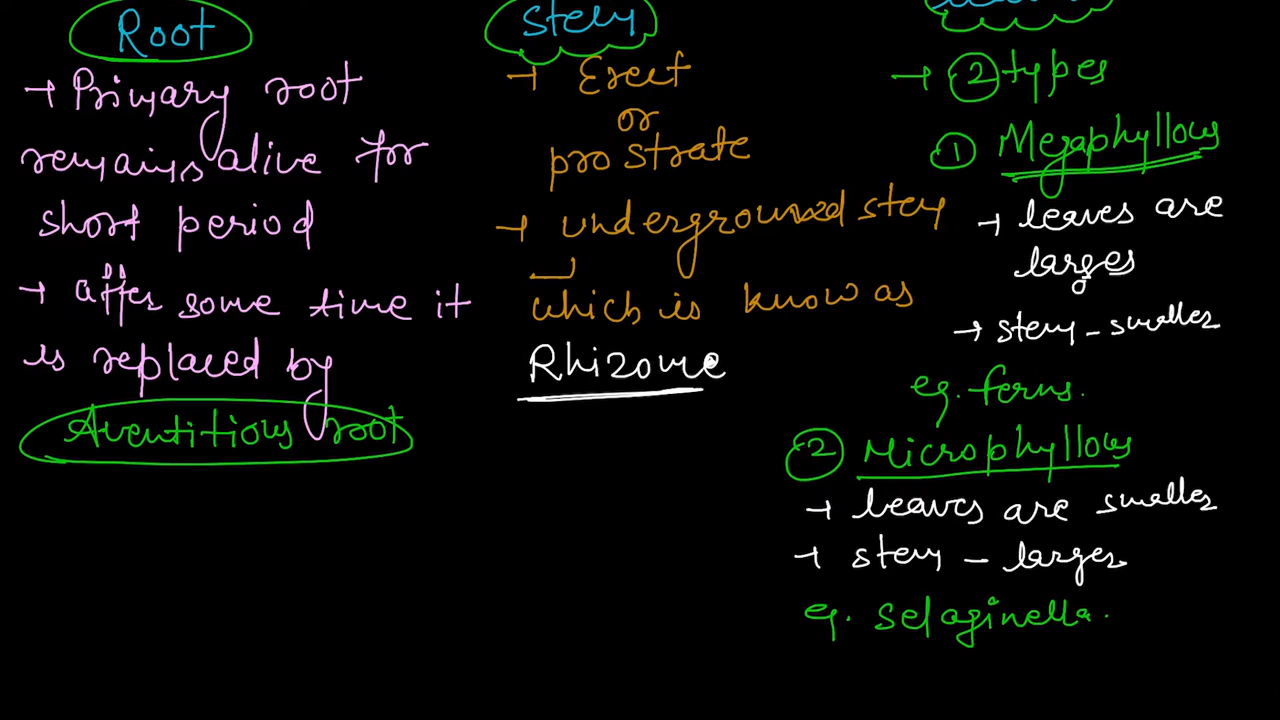 Root
→ Primary root
remains alive for
short period
→ after some time it
is replaced by
Aventitious root
Stem
→ Erect
or
prostrate
→ underground stem
which is know as
Rhizome
→ 2 types
1 Megaphyllous
→ leaves are
larger
→ stem - smaller
eg. ferns.
2 Microphyllous
→ leaves are smaller
→ stem - larger
eg. Selaginella.